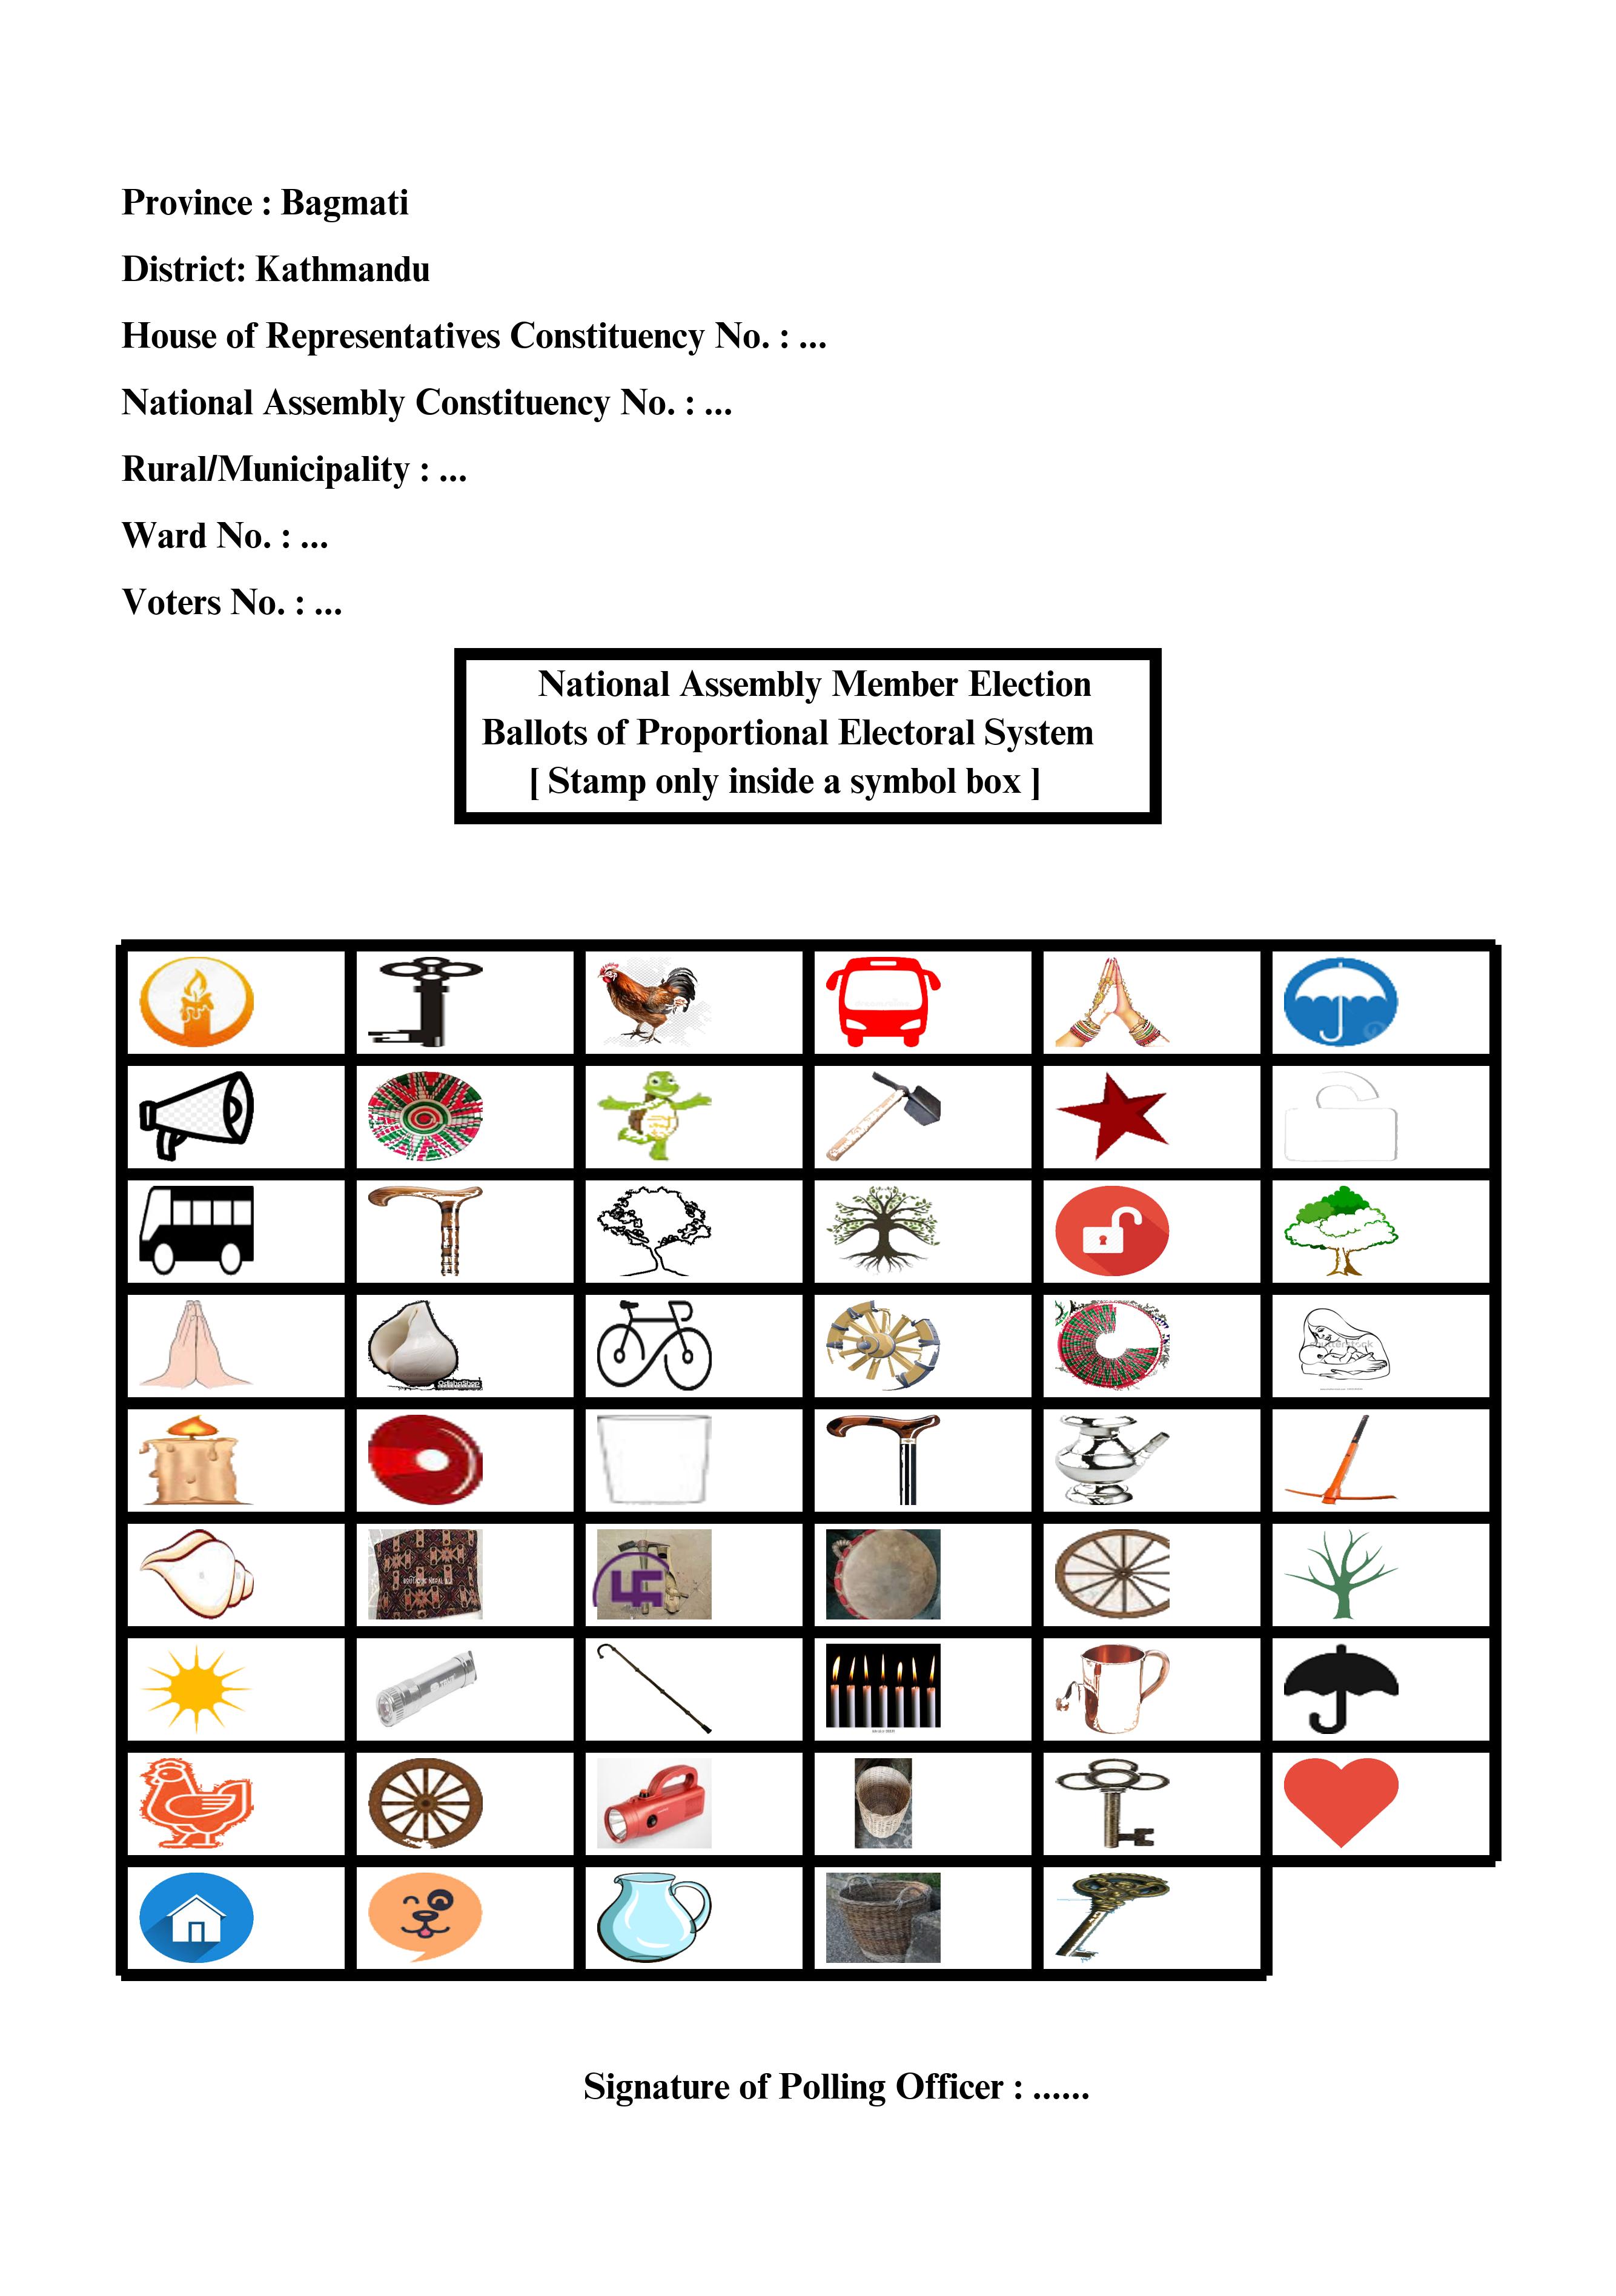 Province : Bagmati
District: Kathmandu
House of Representatives Constituency No. : ...
National Assembly Constituency No. : ...
Rural/Municipality : ...
Ward No. : ...
Voters No. : ...
National Assembly Member Election
Ballots of Proportional Electoral System
[ Stamp only inside a symbol box ]
Signature of Polling Officer : ......